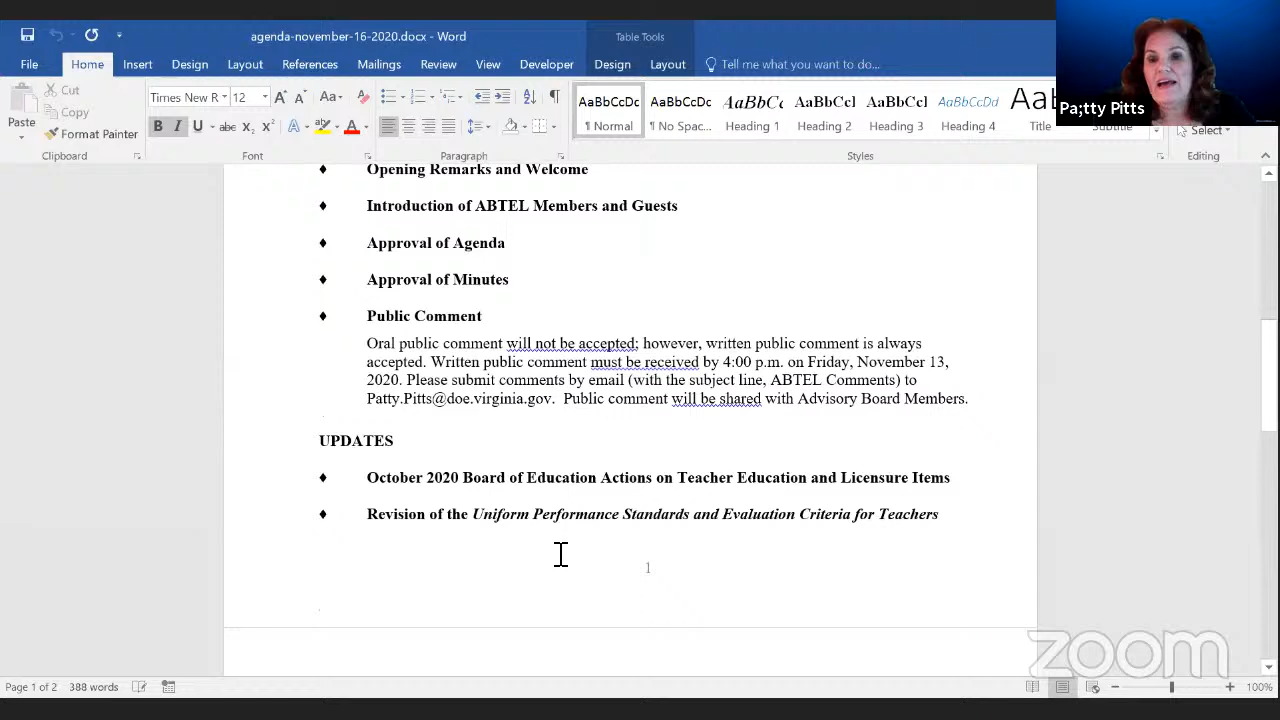 agenda-november-16-2020.docx - Word
Table Tools
File
Home
Insert
Design
Layout
References
Mailings
Review
View
Developer
Design
Layout
Tell me what you want to do...
Pa;tty Pitts
Paste
Cut
Copy
Format Painter
Clipboard
Times New R
12
Font
Paragraph
AaBbCcDc
¶ Normal
AaBbCcDc
¶ No Spac...
AaBbCc
Heading 1
AaBbCcI
Heading 2
AaBbCcI
Heading 3
AaBbCcDd
Heading 4
Title
Subtitle
Styles
Select
Editing
♦ Opening Remarks and Welcome
♦ Introduction of ABTEL Members and Guests
♦ Approval of Agenda
♦ Approval of Minutes
♦ Public Comment
Oral public comment will not be accepted; however, written public comment is always
accepted. Written public comment must be received by 4:00 p.m. on Friday, November 13,
2020. Please submit comments by email (with the subject line, ABTEL Comments) to
Patty.Pitts@doe.virginia.gov. Public comment will be shared with Advisory Board Members.
UPDATES
♦ October 2020 Board of Education Actions on Teacher Education and Licensure Items
♦ Revision of the Uniform Performance Standards and Evaluation Criteria for Teachers
1
zoom
Page 1 of 2
388 words
100%